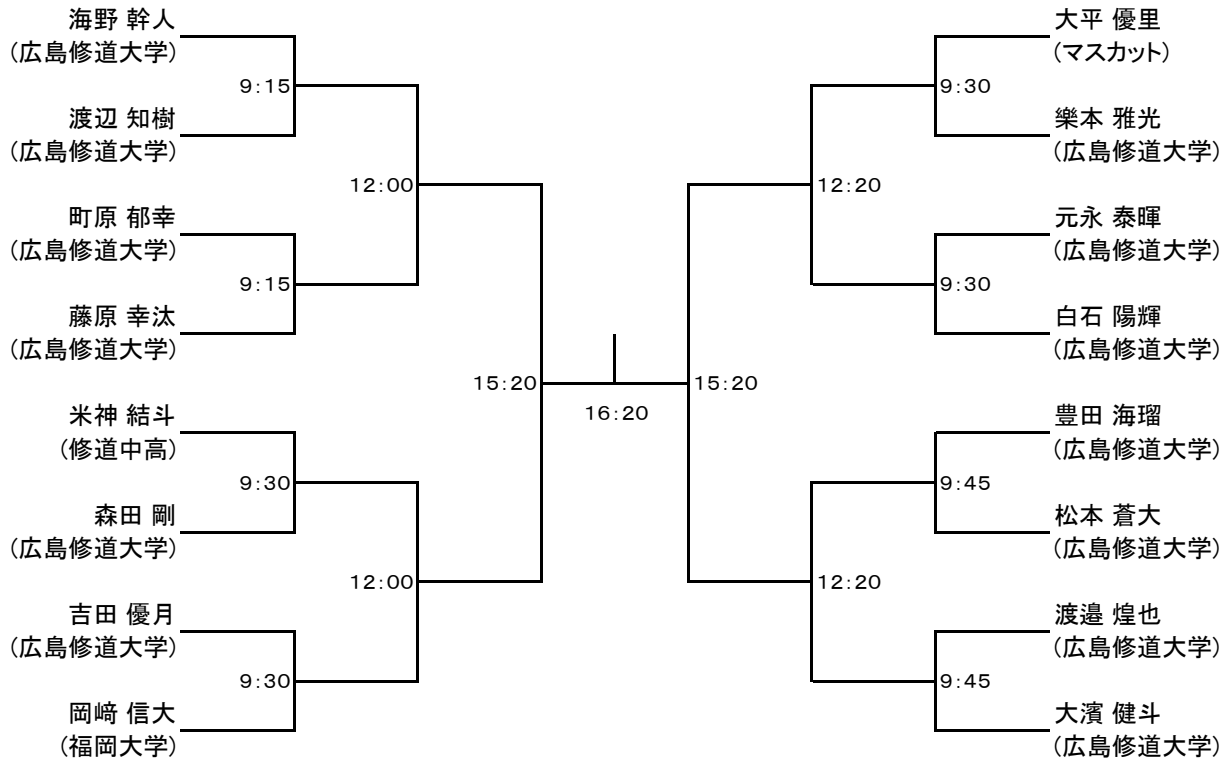 海野 幹人
(広島修道大学)
9:15
渡辺 知樹
(広島修道大学)
12:00
町原 郁幸
(広島修道大学)
9:15
藤原 幸汰
(広島修道大学)
15:20
米神 結斗
(修道中高)
9:30
森田 剛
(広島修道大学)
12:00
吉田 優月
(広島修道大学)
9:30
岡﨑 信大
(福岡大学)
16:20
大平 優里
(マスカット)
9:30
樂本 雅光
(広島修道大学)
12:20
元永 泰暉
(広島修道大学)
9:30
白石 陽輝
(広島修道大学)
15:20
豊田 海瑠
(広島修道大学)
9:45
松本 蒼大
(広島修道大学)
12:20
渡邉 煌也
(広島修道大学)
9:45
大濱 健斗
(広島修道大学)